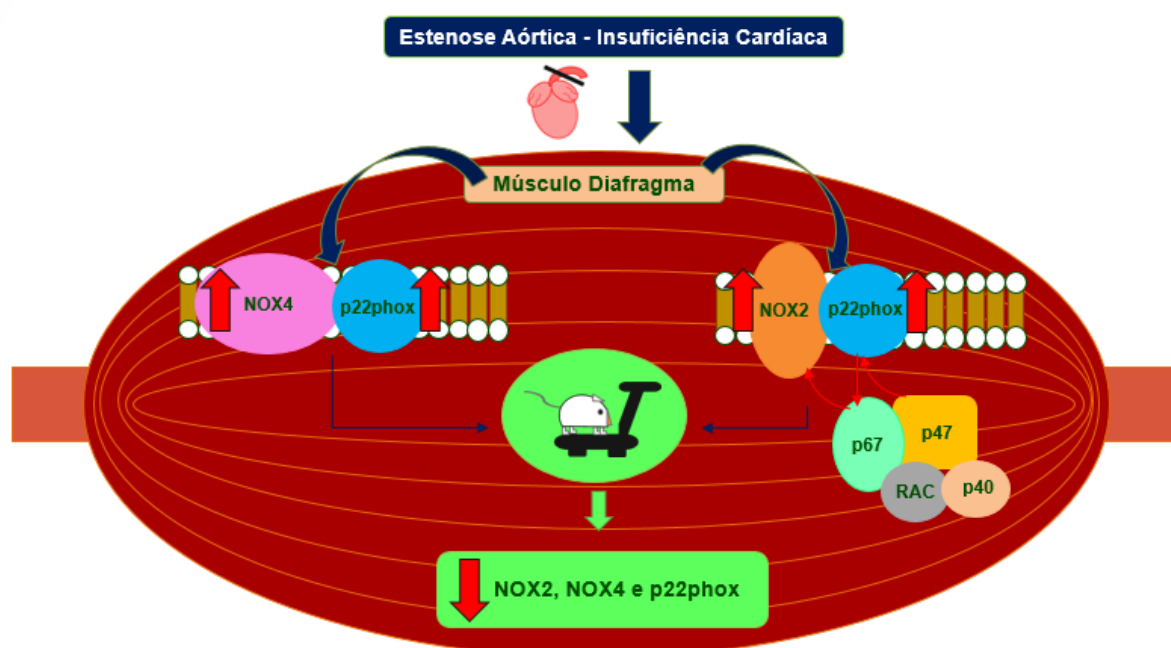 Estenose Aórtica - Insuficiência Cardíaca
Músculo Diafragma
NOX4
p22phox
NOX2
p22phox
p67
p47
RAC
p40
NOX2, NOX4 e p22phox